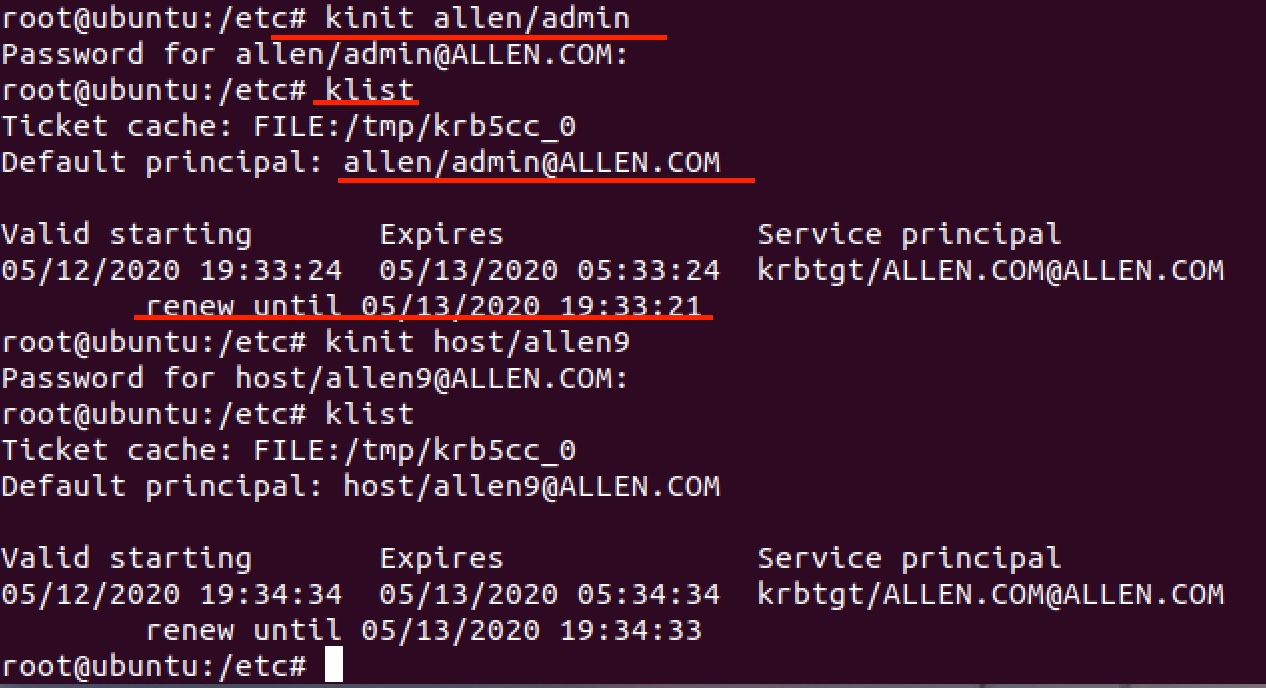 root@ubuntu:/etc# kinit allen/admin
Password for allen/admin@ALLEN.COM:
root@ubuntu:/etc# klist
Ticket cache: FILE:/tmp/krb5cc_0
Default principal: allen/admin@ALLEN.COM

Valid starting       Expires              Service principal
05/12/2020 19:33:24  05/13/2020 05:33:24  krbtgt/ALLEN.COM@ALLEN.COM
        renew until 05/13/2020 19:33:21
root@ubuntu:/etc# kinit host/allen9
Password for host/allen9@ALLEN.COM:
root@ubuntu:/etc# klist
Ticket cache: FILE:/tmp/krb5cc_0
Default principal: host/allen9@ALLEN.COM

Valid starting       Expires              Service principal
05/12/2020 19:34:34  05/13/2020 05:34:34  krbtgt/ALLEN.COM@ALLEN.COM
        renew until 05/13/2020 19:34:33
root@ubuntu:/etc#